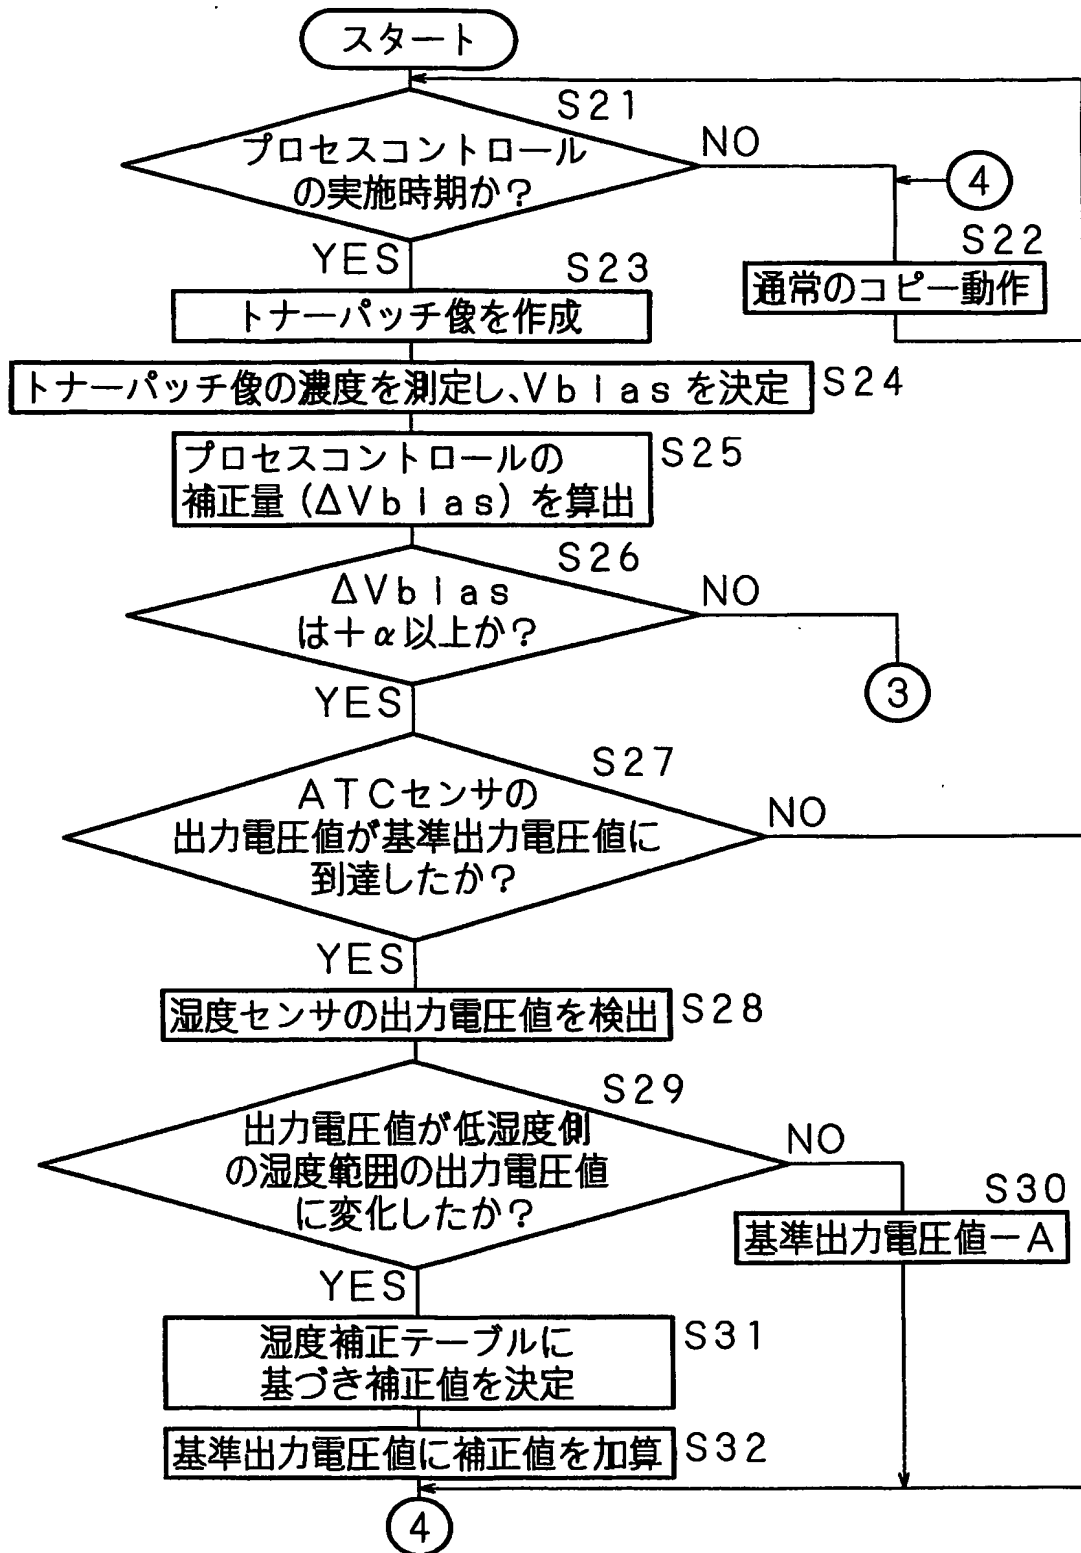 スタート
S21
プロセスコントロール
の実施時期か？
NO
④
YES
S22
通常のコピー動作
S23
トナーパッチ像を作成
トナーパッチ像の濃度を測定し、Vbiasを決定
S24
プロセスコントロールの
補正量（ΔVbias）を算出
S25
S26
ΔVbias
は＋α以上か？
NO
③
YES
S27
ATCセンサの
出力電圧値が基準出力電圧値に
到達したか？
NO
YES
湿度センサの出力電圧値を検出
S28
S29
出力電圧値が低湿度側
の湿度範囲の出力電圧値
に変化したか？
NO
S30
基準出力電圧値－A
YES
湿度補正テーブルに
基づき補正値を決定
S31
基準出力電圧値に補正値を加算
S32
④